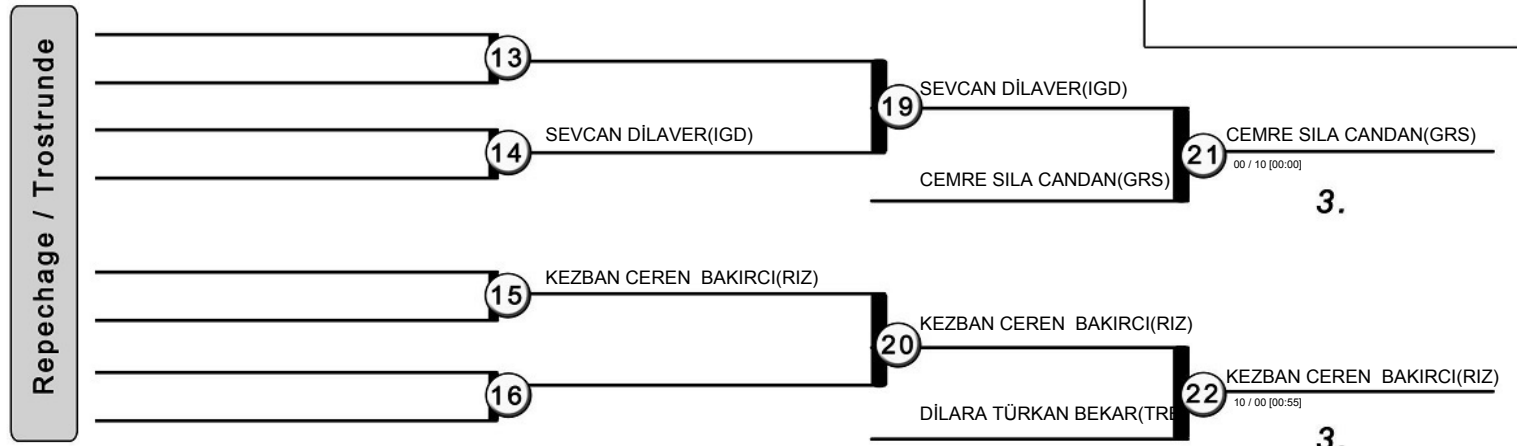 Repechage / Trostrunde
13
SEVCAN DİLAVER(IGD)
19
SEVCAN DİLAVER(IGD)
14
CEMRE SILA CANDAN(GRS)
21
CEMRE SILA CANDAN(GRS)
00 / 10 [00:00]
3.
KEZBAN CEREN BAKIRCI(RIZ)
15
KEZBAN CEREN BAKIRCI(RIZ)
20
KEZBAN CEREN BAKIRCI(RIZ)
22
10 / 00 [00:55]
16
DİLARA TÜRKAN BEKAR(TRE
3.